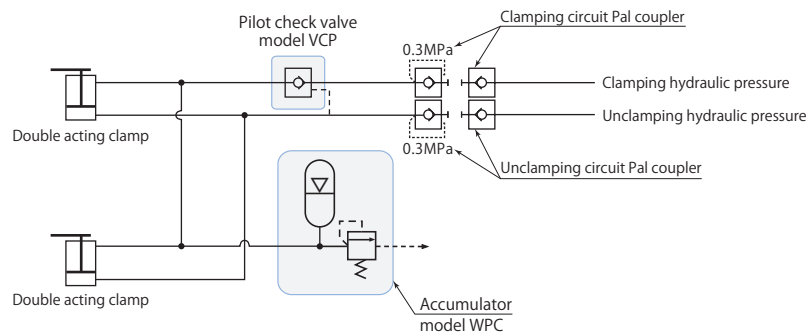 Clamping circuit Pal coupler
Pilot check valve
model VCP
0.3MPa
Clamping hydraulic pressure
Unclamping hydraulic pressure
Double acting clamp
0.3MPa
Unclamping circuit Pal coupler
Double acting clamp
Accumulator
model WPC